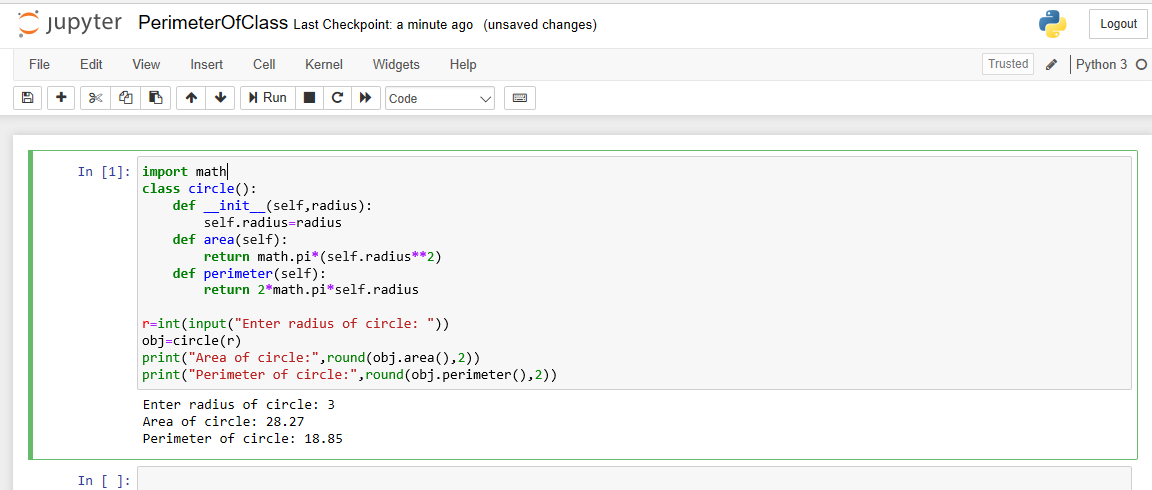 jupyter PerimeterOfClass Last Checkpoint: a minute ago (unsaved changes) Logout
File Edit View Insert Cell Kernel Widgets Help Trusted Python 3
Run Code
In [1]: import math
class circle():
    def __init__(self,radius):
        self.radius=radius
    def area(self):
        return math.pi*(self.radius**2)
    def perimeter(self):
        return 2*math.pi*self.radius
r=int(input("Enter radius of circle: "))
obj=circle(r)
print("Area of circle:",round(obj.area(),2))
print("Perimeter of circle:",round(obj.perimeter(),2))
Enter radius of circle: 3
Area of circle: 28.27
Perimeter of circle: 18.85
In [ ]: